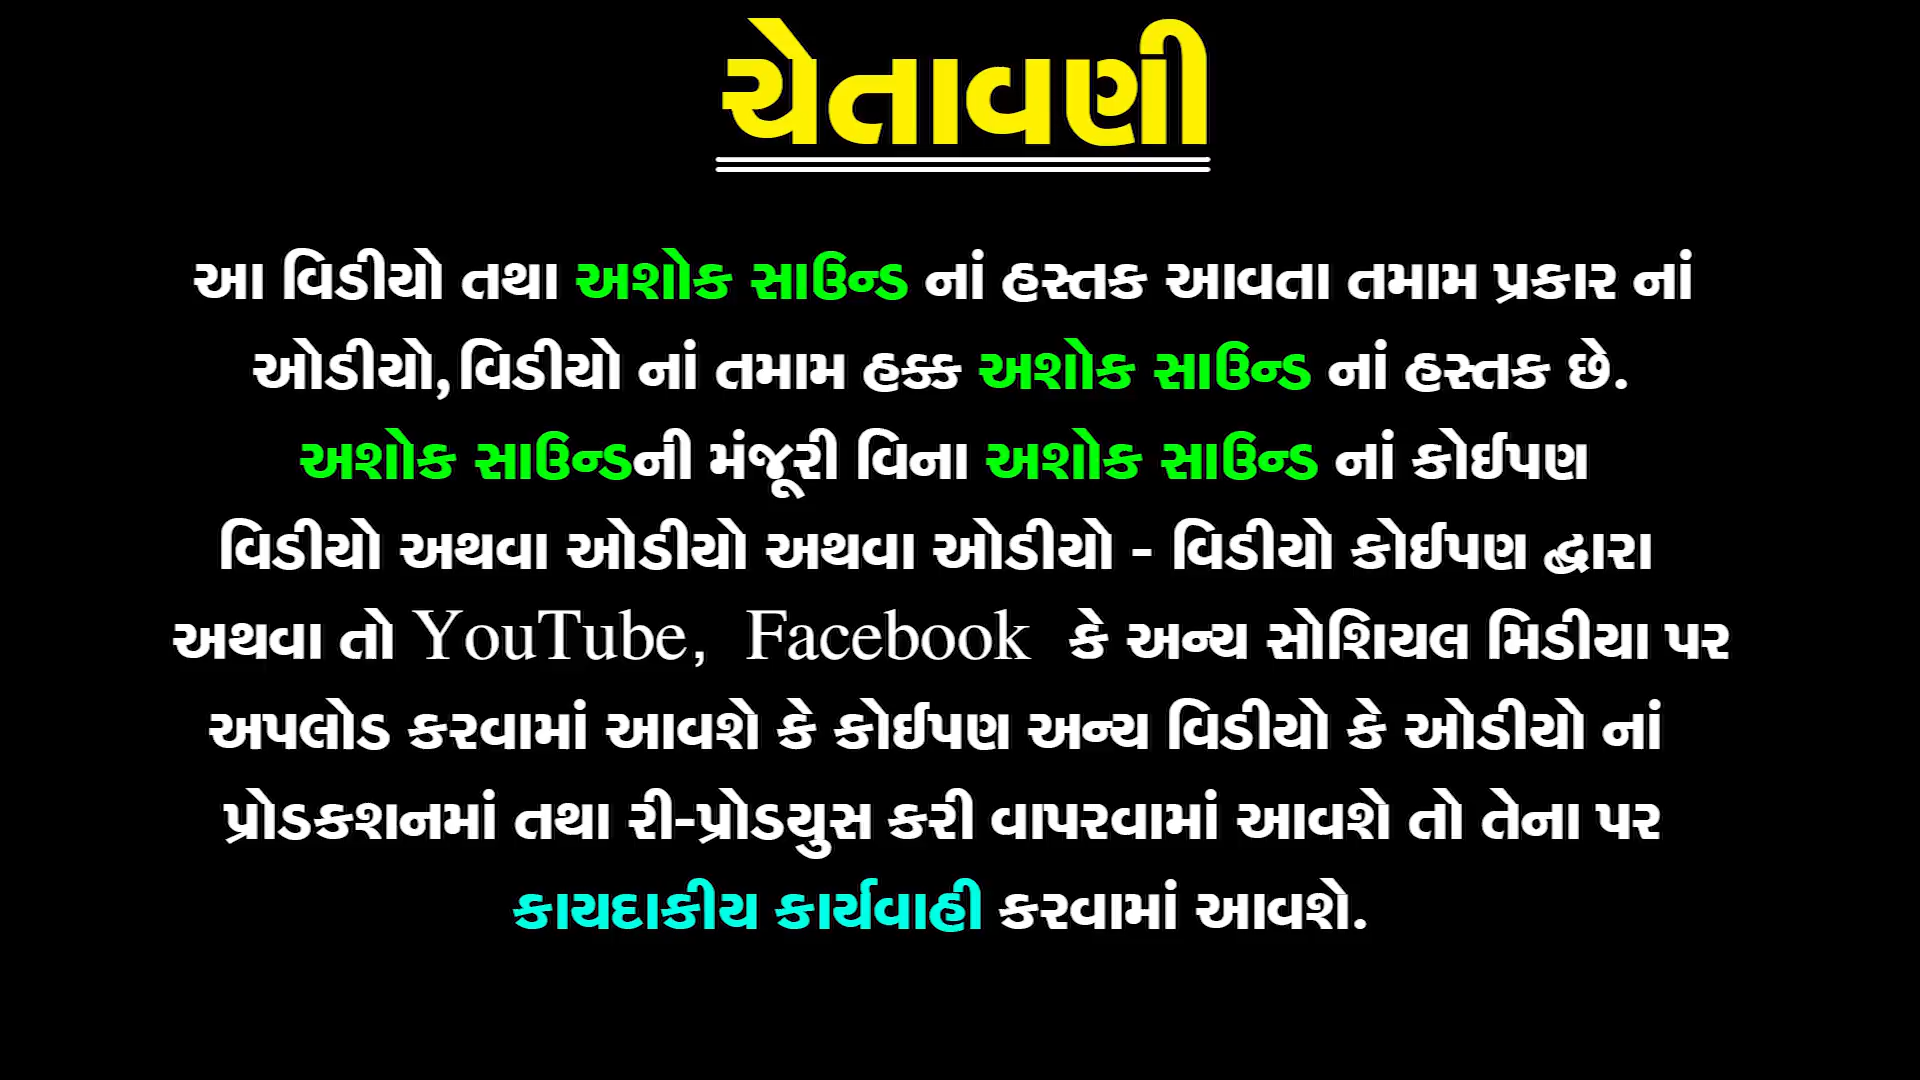 ચેતાવણી
આ વિડીયો તથા અશોક સાઉન્ડ નાં હસ્તક આવતા તમામ પ્રકાર નાં
ઓડીયો,વિડીયો નાં તમામ હક્ક અશોક સાઉન્ડ નાં હસ્તક છે.
અશોક સાઉન્ડની મંજૂરી વિના અશોક સાઉન્ડ નાં કોઈપણ
વિડીયો અથવા ઓડીયો અથવા ઓડીયો - વિડીયો કોઈપણ દ્વારા
અથવા તો YouTube, Facebook કે અન્ય સોશિયલ મિડીયા પર
અપલોડ કરવામાં આવશે કે કોઈપણ અન્ય વિડીયો કે ઓડીયો નાં
પ્રોડકશનમાં તથા રી-પ્રોડયુસ કરી વાપરવામાં આવશે તો તેના પર
કાયદાકીય કાર્યવાહી કરવામાં આવશે.